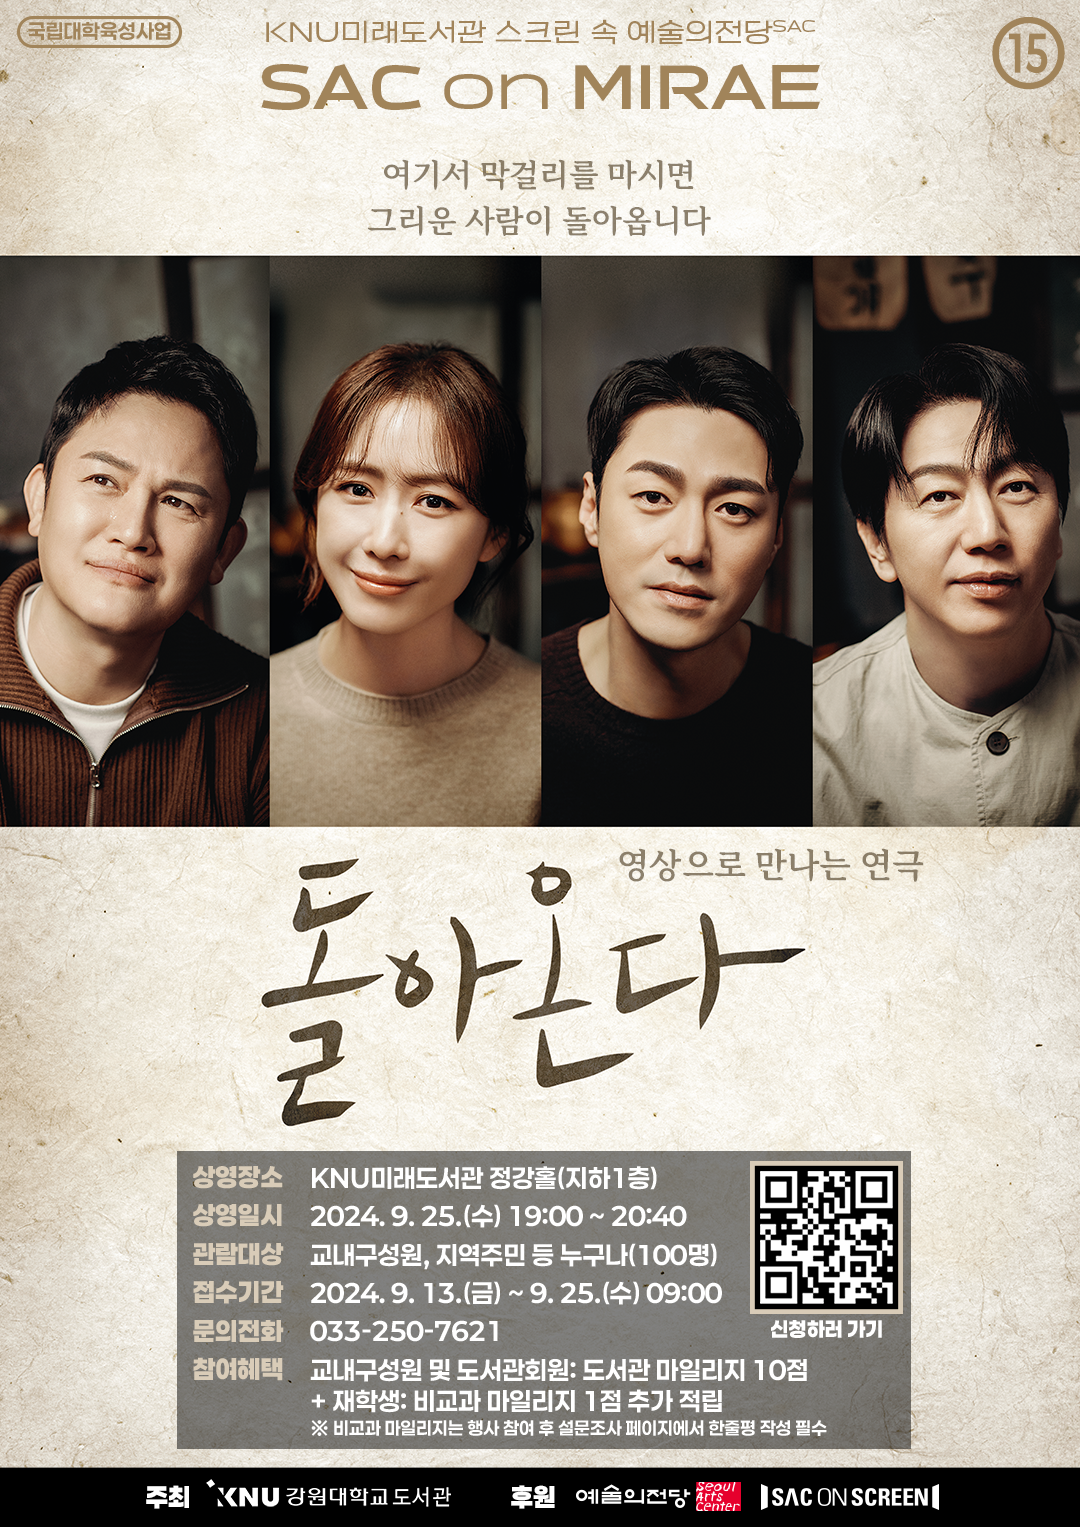 국립대학육성사업
KNU미래도서관 스크린 속 예술의전당SAC
15
SAC on MIRAE
여기서 막걸리를 마시면
그리운 사람이 돌아옵니다
영상으로 만나는 연극
돌아온다
상영장소 KNU미래도서관 정강홀(지하1층)
상영일시 2024. 9. 25.(수) 19:00 ~ 20:40
관람대상 교내구성원, 지역주민 등 누구나(100명)
접수기간 2024. 9. 13.(금) ~ 9. 25.(수) 09:00
문의전화 033-250-7621
참여혜택 교내구성원 및 도서관회원: 도서관 마일리지 10점
+ 재학생: 비교과 마일리지 1점 추가 적립
※ 비교과 마일리지는 행사 참여 후 설문조사 페이지에서 한줄평 작성 필수
신청하러 가기
주최 KNU 강원대학교도서관 후원 예술의전당 Seoul Arts Center SAC ON SCREEN